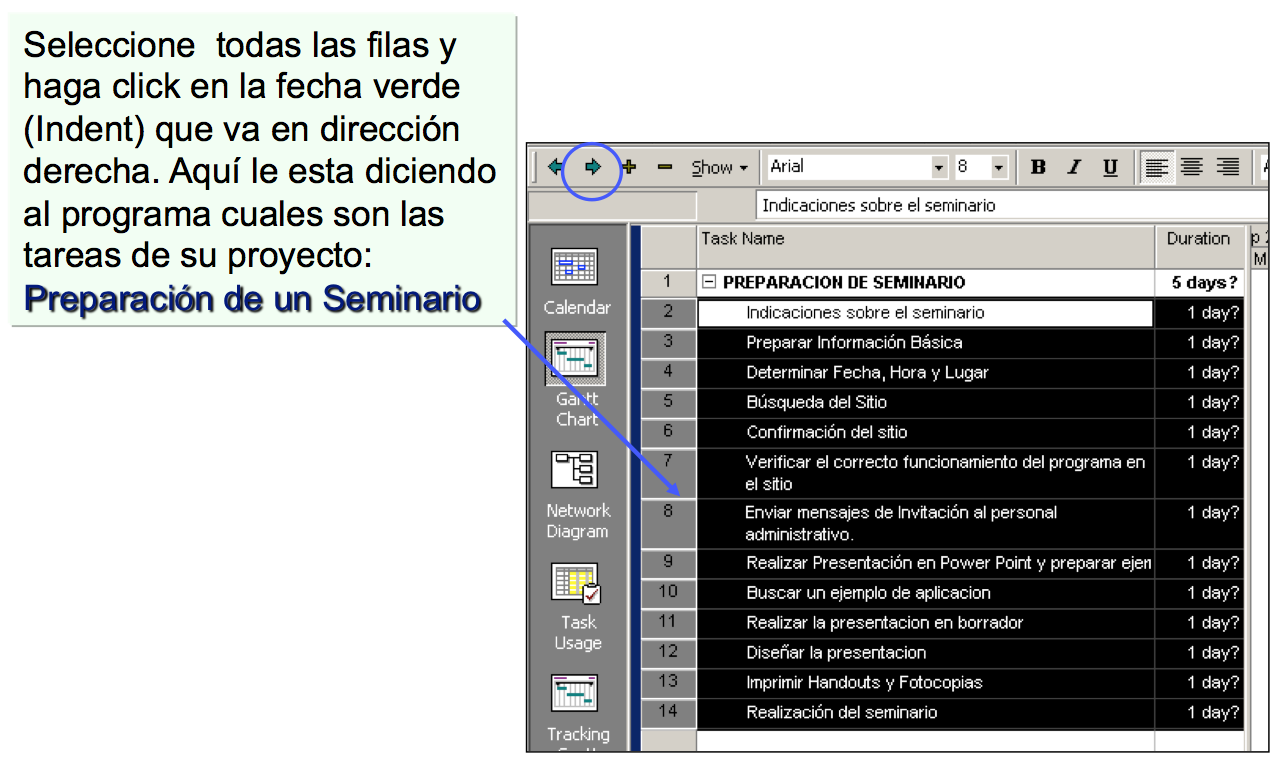 Seleccione todas las filas y
haga click en la fecha verde
(Indent) que va en dirección
derecha. Aquí le esta diciendo
al programa cuales son las
tareas de su proyecto:
Preparación de un Seminario
Show Arial 8 B I U
Indicaciones sobre el seminario
Task Name Duration
1 PREPARACION DE SEMINARIO 5 days?
2 Indicaciones sobre el seminario 1 day?
3 Preparar Información Básica 1 day?
4 Determinar Fecha, Hora y Lugar 1 day?
5 Búsqueda del Sitio 1 day?
6 Confirmación del sitio 1 day?
7 Verificar el correcto funcionamiento del programa en 1 day?
el sitio
8 Enviar mensajes de Invitación al personal 1 day?
administrativo.
9 Realizar Presentación en Power Point y preparar ejen 1 day?
10 Buscar un ejemplo de aplicacion 1 day?
11 Realizar la presentacion en borrador 1 day?
12 Diseñar la presentacion 1 day?
13 Imprimir Handouts y Fotocopias 1 day?
14 Realización del seminario 1 day?
Calendar
Gantt
Chart
Network
Diagram
Task
Usage
Tracking